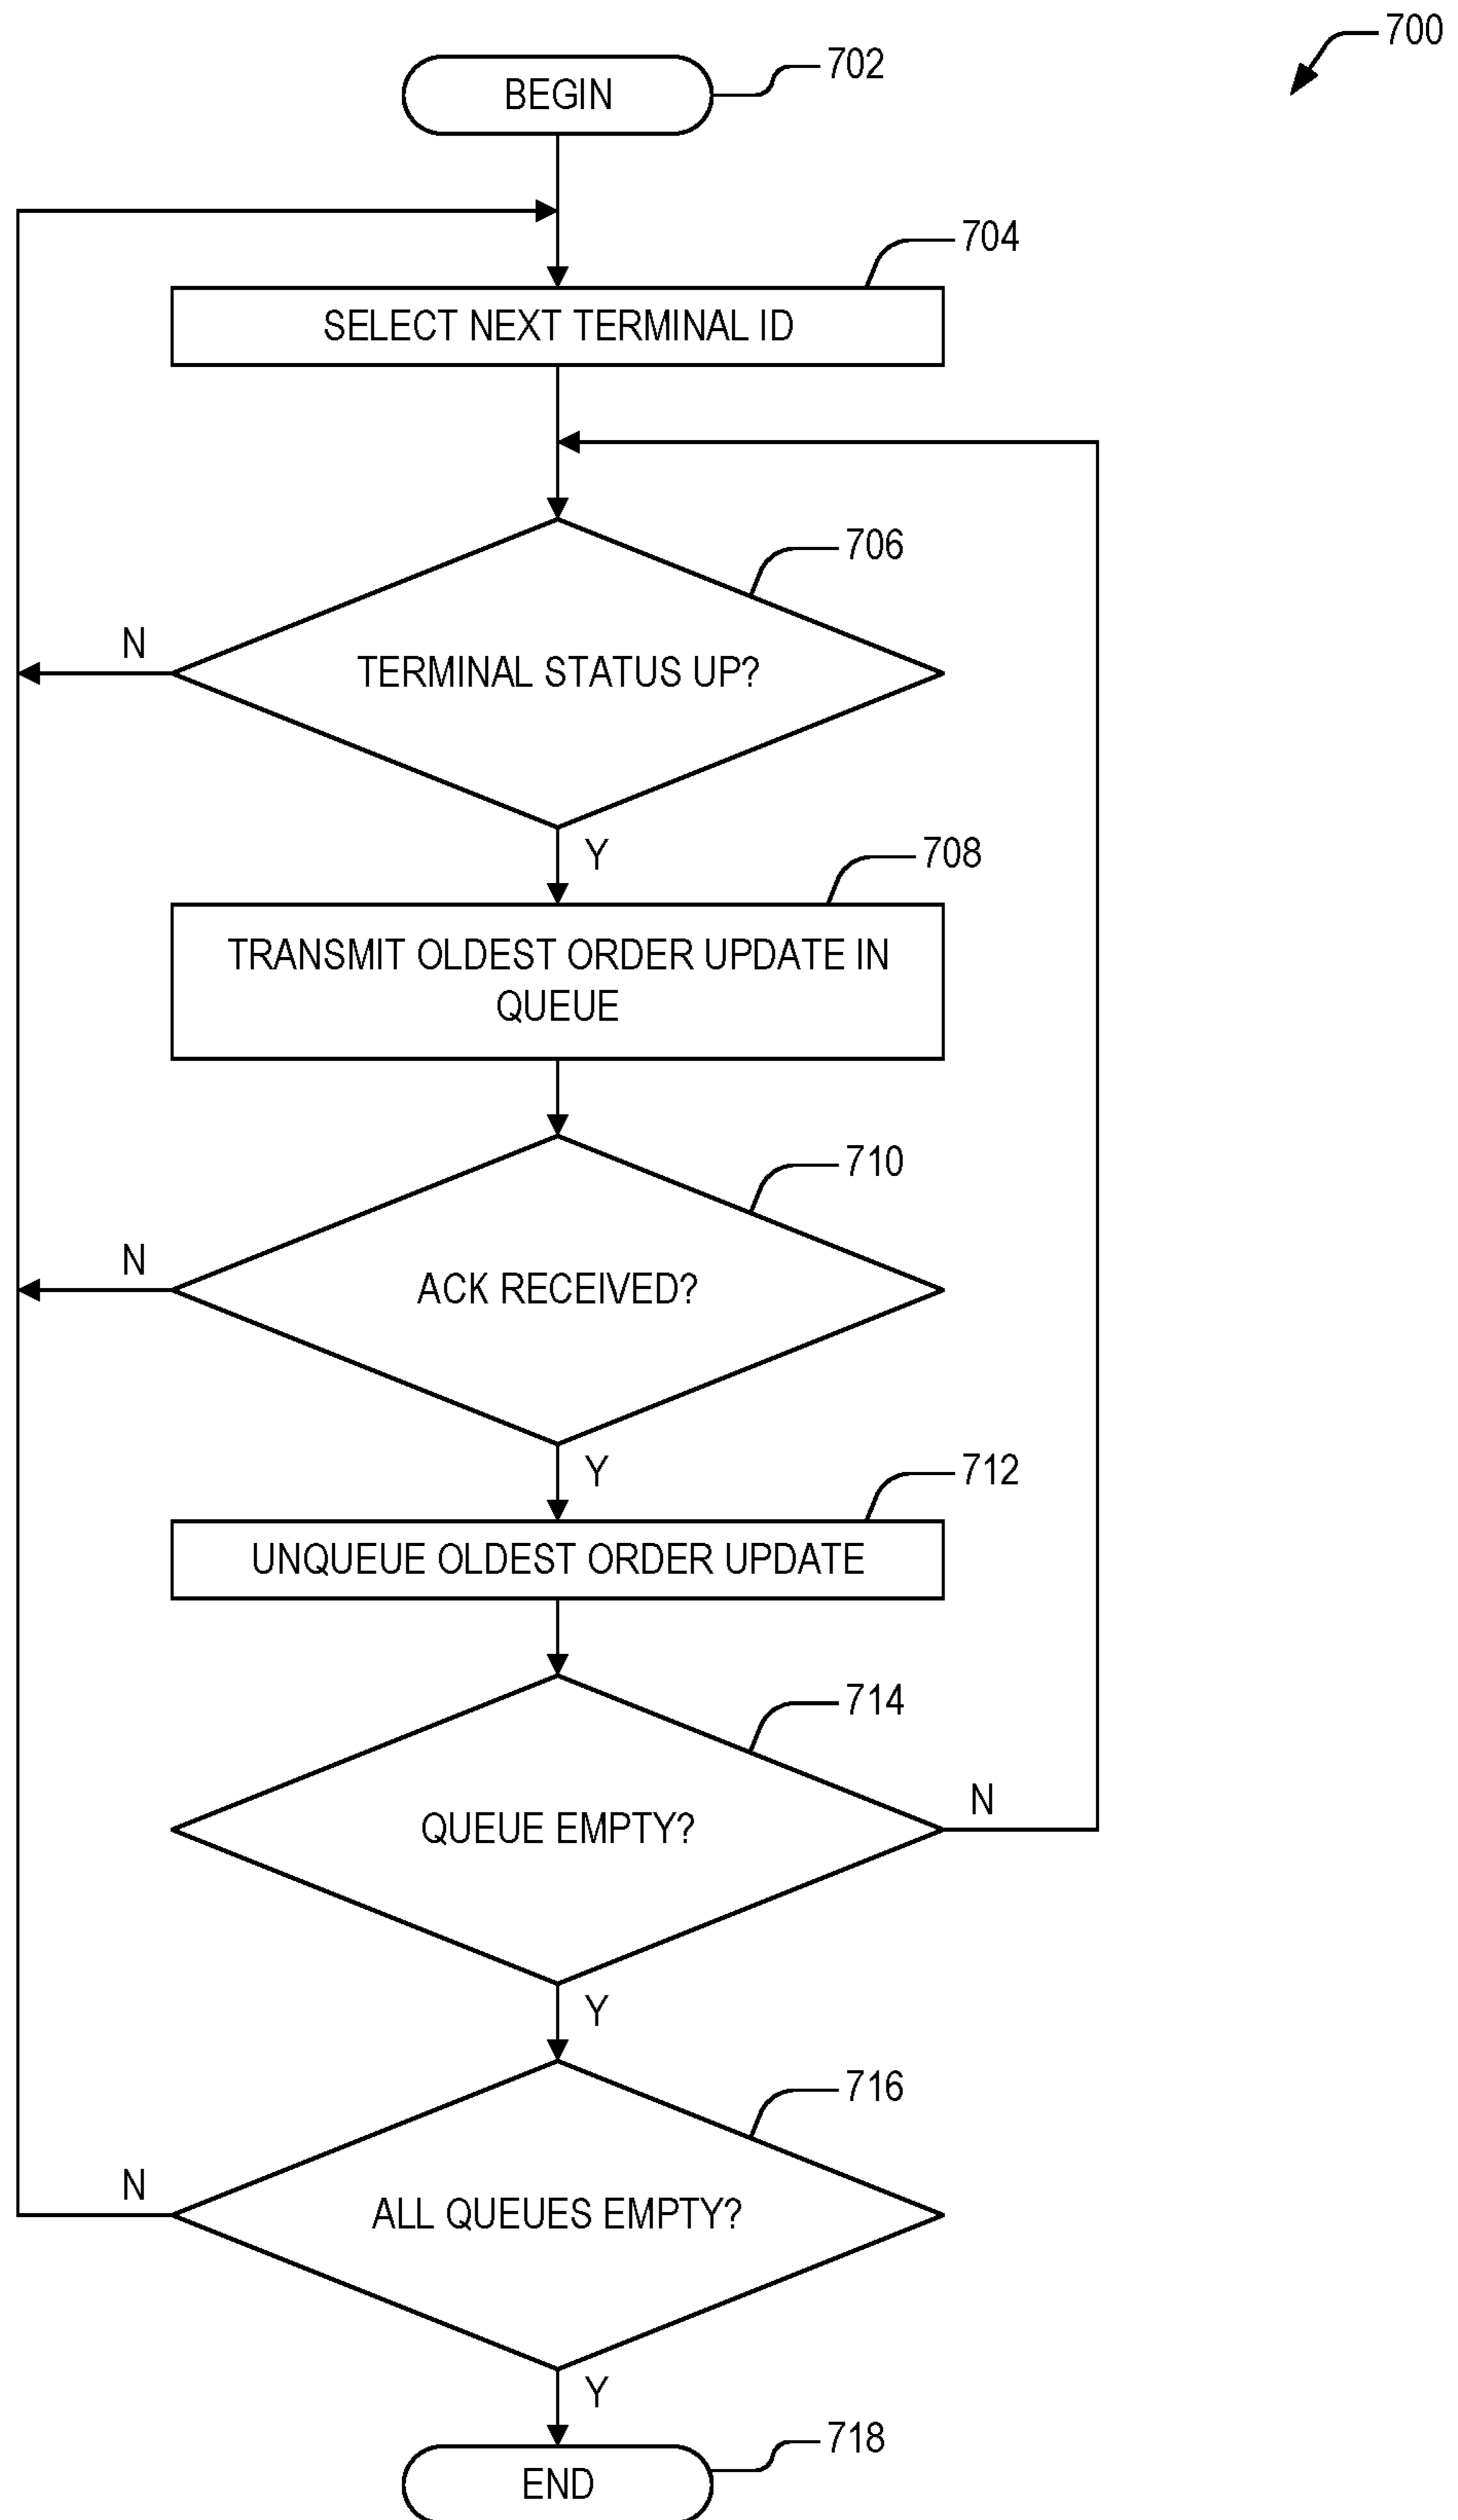 700
702
BEGIN
704
SELECT NEXT TERMINAL ID
706
N
TERMINAL STATUS UP?
Y
708
TRANSMIT OLDEST ORDER UPDATE IN
QUEUE
710
N
ACK RECEIVED?
Y
712
UNQUEUE OLDEST ORDER UPDATE
714
QUEUE EMPTY?
N
Y
716
N
ALL QUEUES EMPTY?
Y
718
END